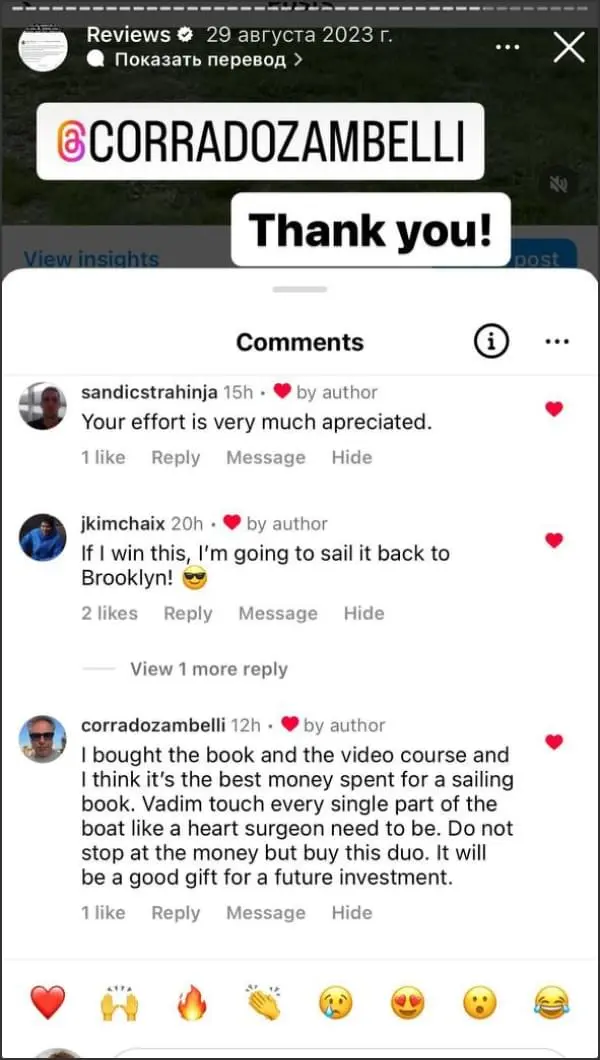 Reviews 29 августа 2023 г.
Показать перевод >
@CORRADOZAMBELLI
Thank you!
View insights
post
Comments
sandicstrahinja 15h · ❤️ by author
Your effort is very much apreciated.
1 like Reply Message Hide
jkimchaix 20h · ❤️ by author
If I win this, I'm going to sail it back to
Brooklyn! 😎
2 likes Reply Message Hide
View 1 more reply
corradozambelli 12h · ❤️ by author
I bought the book and the video course and
I think it's the best money spent for a sailing
book. Vadim touch every single part of the
boat like a heart surgeon need to be. Do not
stop at the money but buy this duo. It will
be a good gift for a future investment.
1 like Reply Message Hide